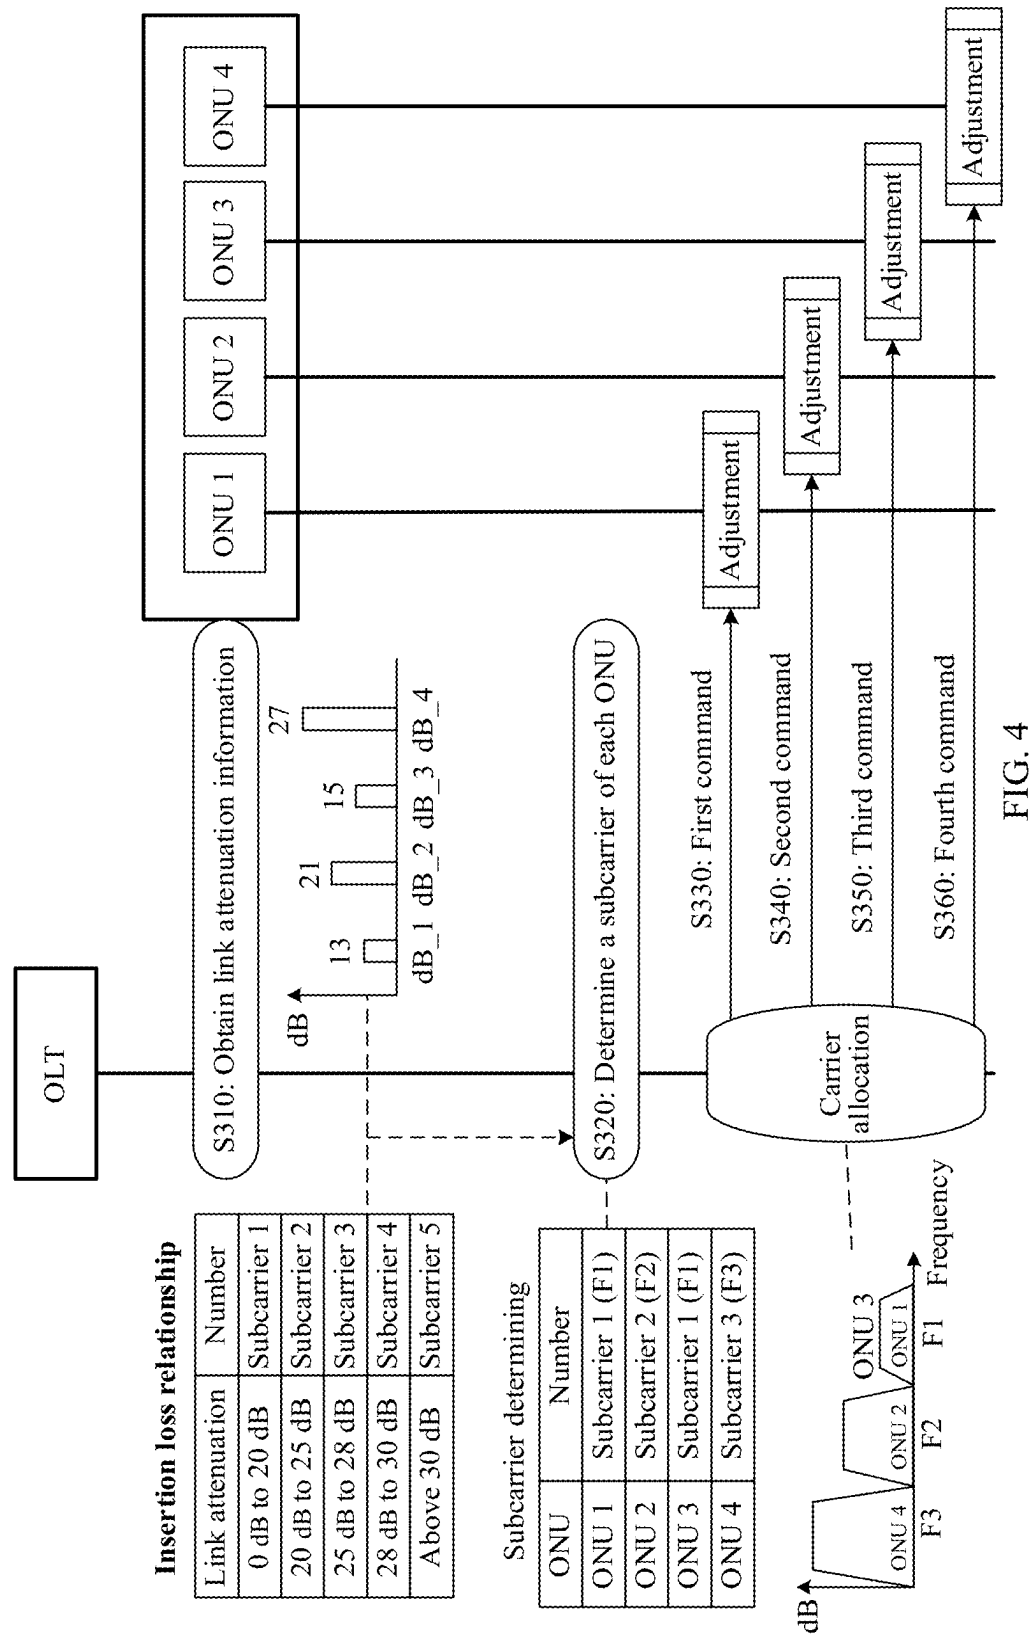 OLT
ONU 1
ONU 2
ONU 3
ONU 4
Insertion loss relationship
Link attenuation Number
0 dB to 20 dB Subcarrier 1
20 dB to 25 dB Subcarrier 2
25 dB to 28 dB Subcarrier 3
28 dB to 30 dB Subcarrier 4
Above 30 dB Subcarrier 5
S310: Obtain link attenuation information
dB
13
21
15
27
dB_1 dB_2 dB_3 dB_4
Subcarrier determining
ONU Number
ONU 1 Subcarrier 1 (F1)
ONU 2 Subcarrier 2 (F2)
ONU 3 Subcarrier 1 (F1)
ONU 4 Subcarrier 3 (F3)
S320: Determine a subcarrier of each ONU
S330: First command
Adjustment
S340: Second command
Adjustment
S350: Third command
Adjustment
S360: Fourth command
Adjustment
Carrier
allocation
dB
ONU 3
ONU 4
ONU 2
ONU 1
F3
F2
F1
Frequency
FIG. 4